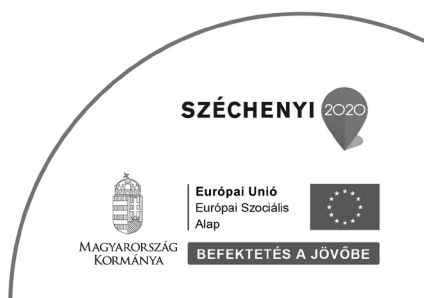 SZÉCHENYI 2020
Európai Unió
Európai Szociális
Alap
MAGYARORSZÁG
KORMÁNYA
BEFEKTETÉS A JÖVŐBE